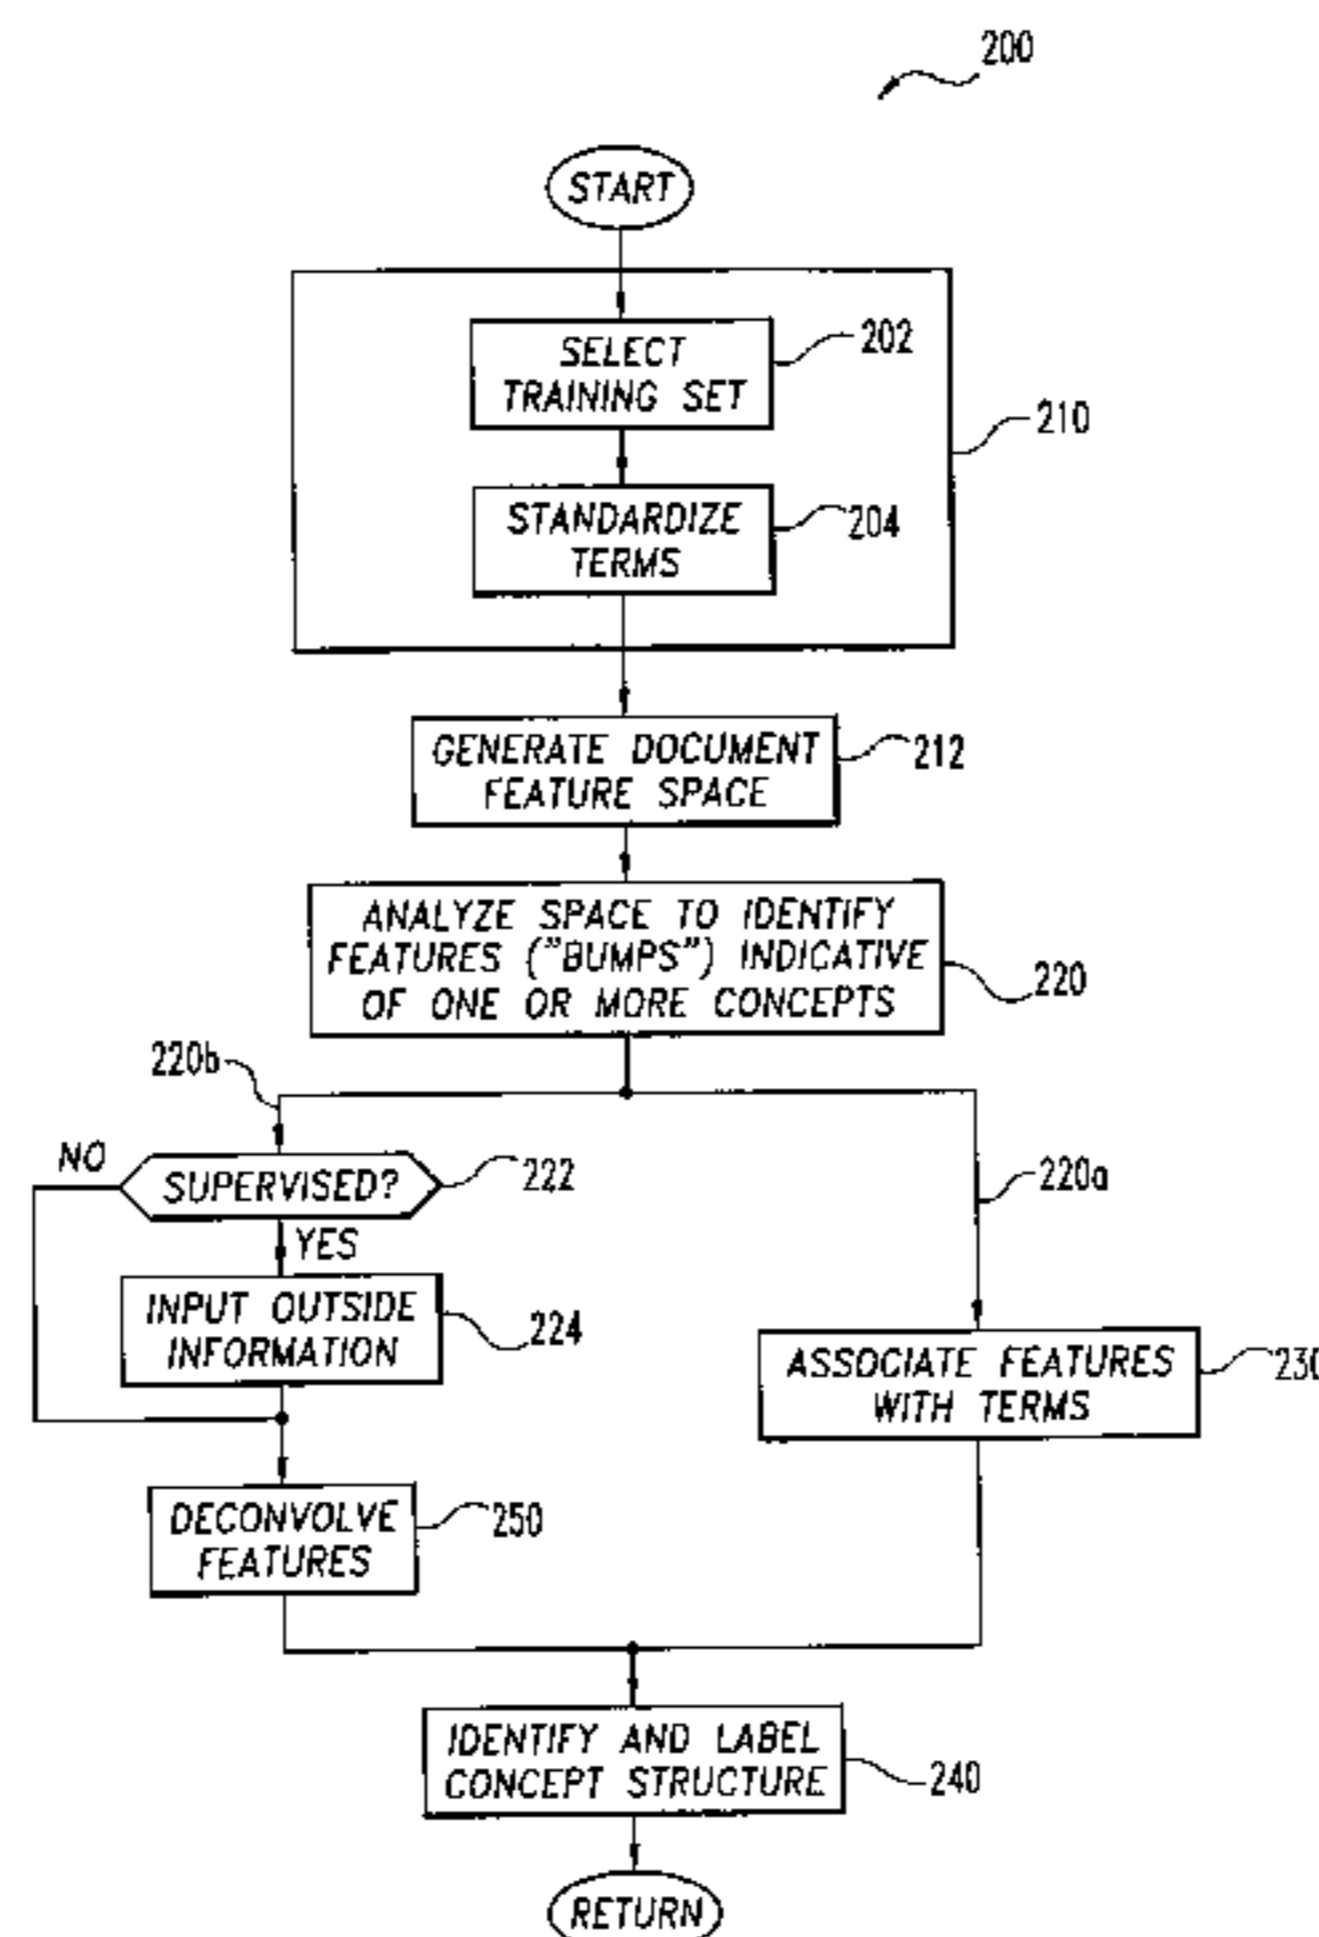 200
START
SELECT
TRAINING SET
202
210
STANDARDIZE
TERMS
204
GENERATE DOCUMENT
FEATURE SPACE
212
ANALYZE SPACE TO IDENTIFY
FEATURES ("BUMPS") INDICATIVE
OF ONE OR MORE CONCEPTS
220
220b
NO
SUPERVISED?
222
220a
YES
INPUT OUTSIDE
INFORMATION
224
ASSOCIATE FEATURES
WITH TERMS
230
DECONVOLVE
FEATURES
250
IDENTIFY AND LABEL
CONCEPT STRUCTURE
240
RETURN